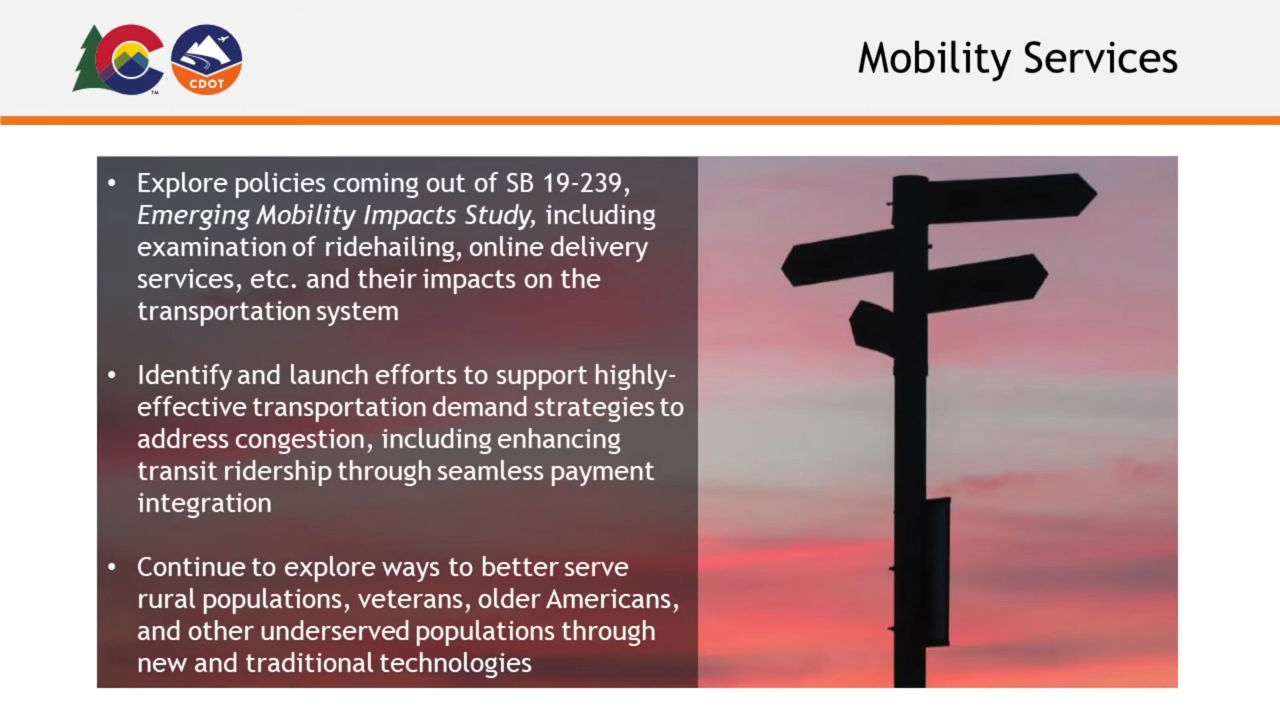 CDOT
TM
Mobility Services
• Explore policies coming out of SB 19-239,
Emerging Mobility Impacts Study, including
examination of ridehailing, online delivery
services, etc. and their impacts on the
transportation system
• Identify and launch efforts to support highly-
effective transportation demand strategies to
address congestion, including enhancing
transit ridership through seamless payment
integration
• Continue to explore ways to better serve
rural populations, veterans, older Americans,
and other underserved populations through
new and traditional technologies